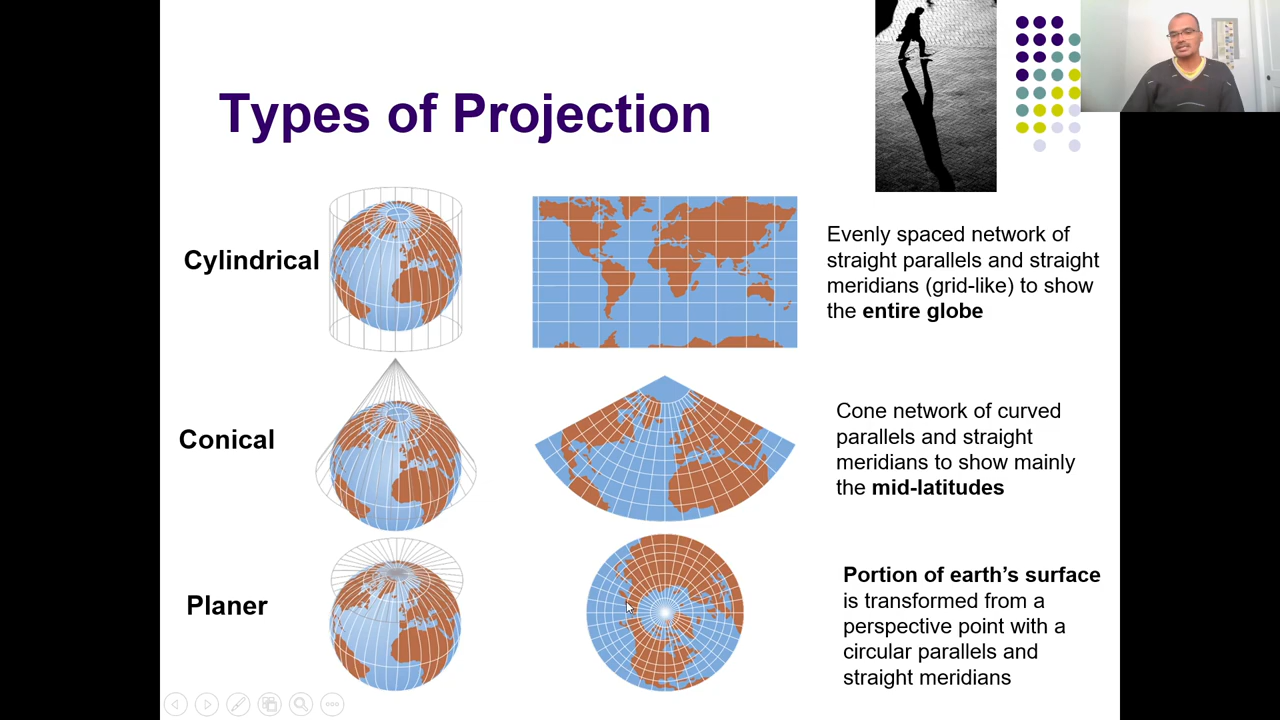 Types of Projection
Cylindrical
Evenly spaced network of
straight parallels and straight
meridians (grid-like) to show
the entire globe
Conical
Cone network of curved
parallels and straight
meridians to show mainly
the mid-latitudes
Planer
Portion of earth's surface
is transformed from a
perspective point with a
circular parallels and
straight meridians